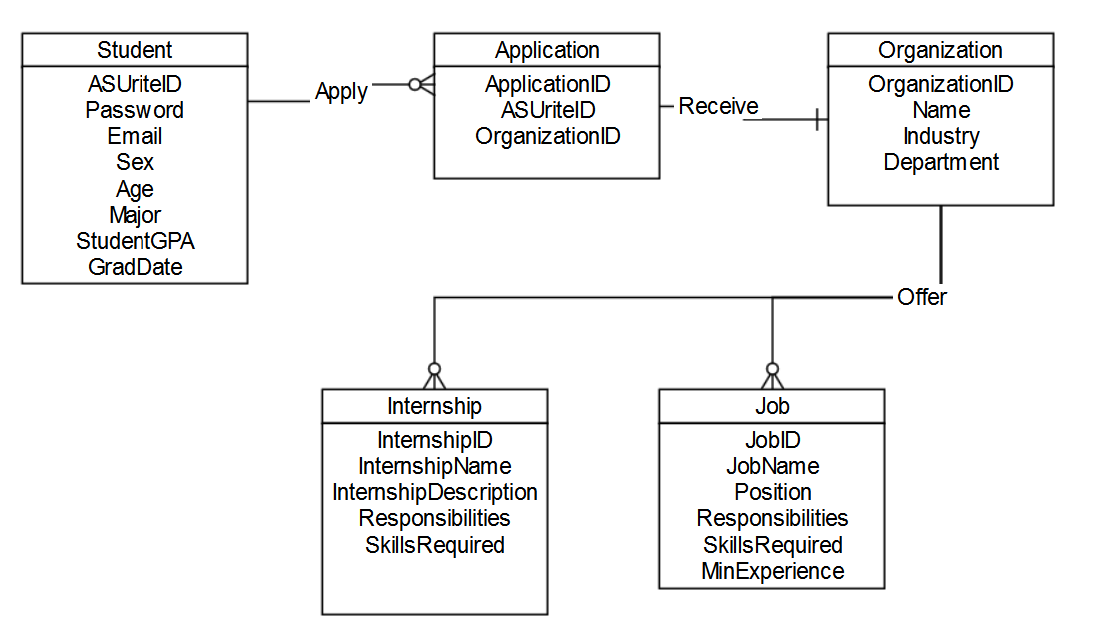 Student
ASUriteID
Password
Email
Sex
Age
Major
StudentGPA
GradDate
Apply
Application
ApplicationID
ASUriteID
OrganizationID
Receive
Organization
OrganizationID
Name
Industry
Department
Offer
Internship
InternshipID
InternshipName
InternshipDescription
Responsibilities
SkillsRequired
Job
JobID
JobName
Position
Responsibilities
SkillsRequired
MinExperience